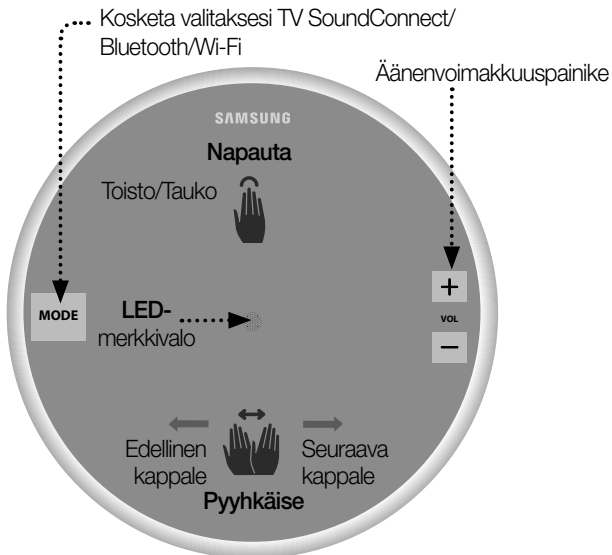 Kosketa valitaksesi TV SoundConnect/
Bluetooth/Wi-Fi
Äänenvoimakkuuspainike
SAMSUNG
Napauta
Toisto/Tauko
MODE
LED-
merkkivalo
+
VOL
−
Edellinen
kappale
Seuraava
kappale
Pyyhkäise